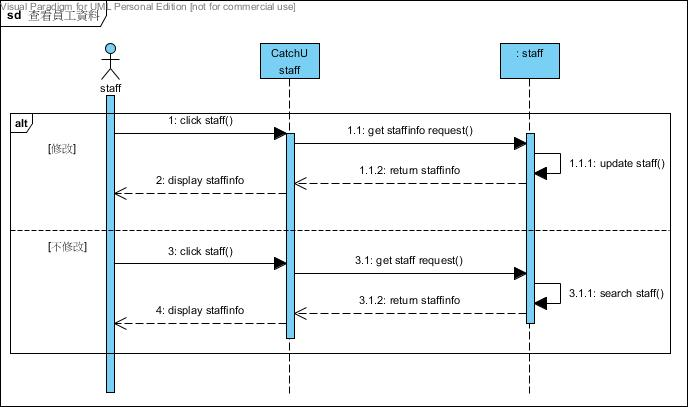 Visual Paradigm for UML Personal Edition [not for commercial use]
sd 查看員工資料
staff
CatchU
staff
: staff
alt
[修改]
1: click staff()
1.1: get staffinfo request()
1.1.1: update staff()
1.1.2: return staffinfo
2: display staffinfo
[不修改]
3: click staff()
3.1: get staff request()
3.1.1: search staff()
3.1.2: return staffinfo
4: display staffinfo